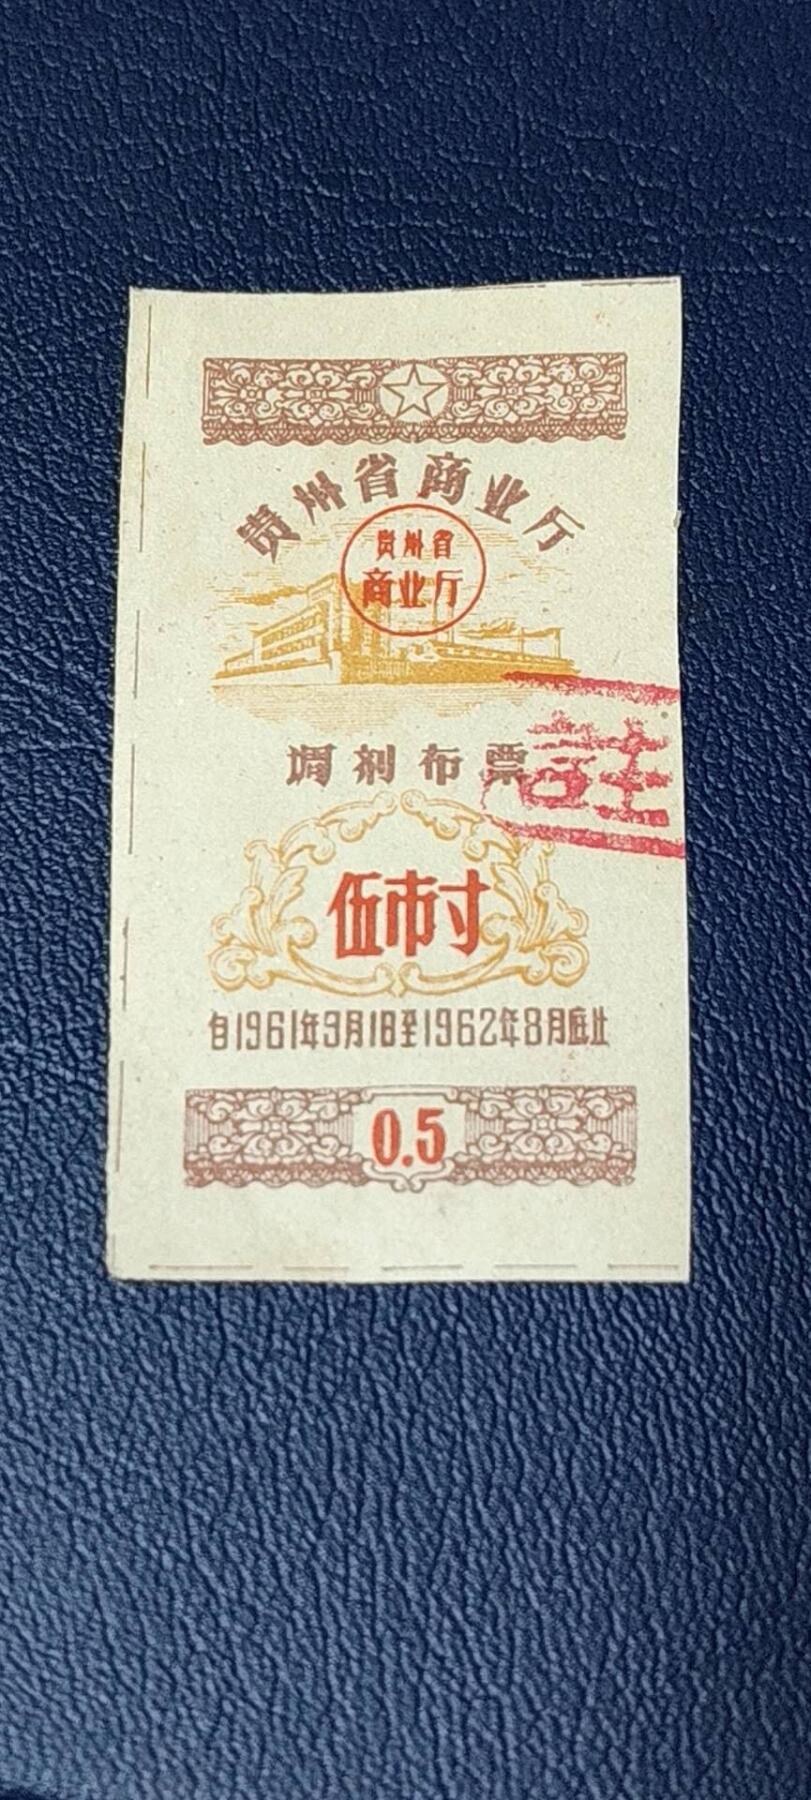 贵州省商业厅
贵州省
商业厅
调剂布票
伍市寸
自1961年9月1日至1962年8月底止
0.5